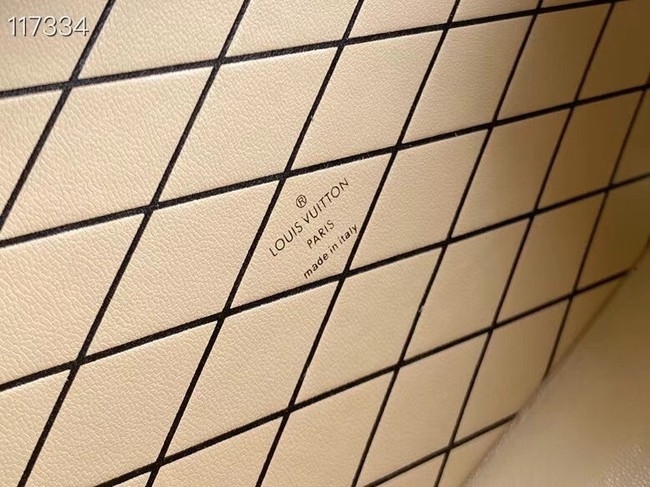 117334
®
LOUIS VUITTON
PARIS
made in italy